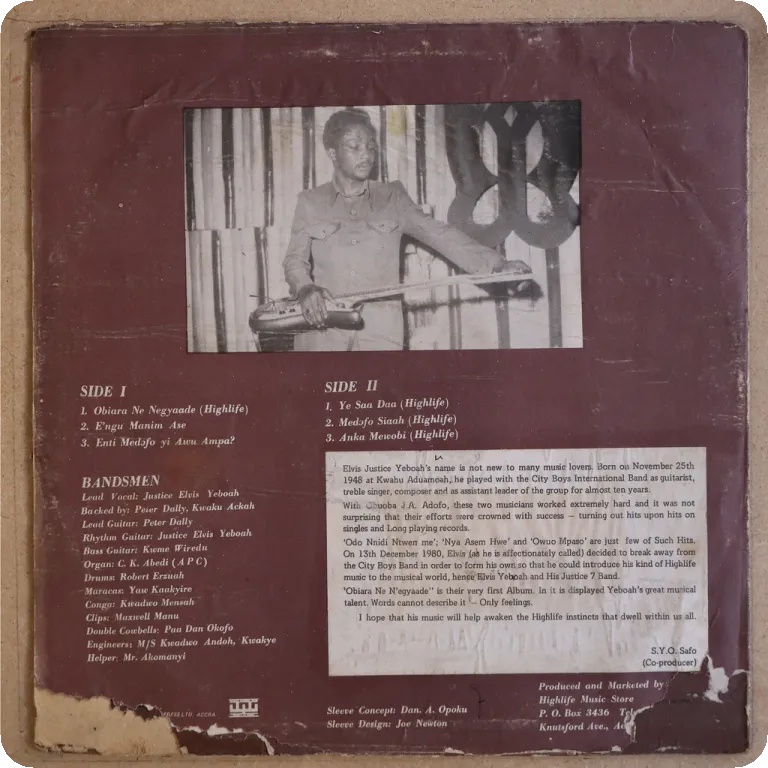 SIDE I
1. Obiara Ne Negyaade (Highlife)
2. E'ngu Manim Ase
3. Enti Medɔfo yi Awu Ampa?
SIDE II
1. Ye Saa Daa (Highlife)
2. Medɔfo Siaah (Highlife)
3. Anka Mewobi (Highlife)
BANDSMEN
Lead Vocal: Justice Elvis Yeboah
Backed by: Peser Dally, Kwaku Ackah
Lead Guitar: Peter Dally
Rhythm Guitar: Justice Elvis Yeboah
Bass Guitar: Kwme Wiredu
Organ: C. K. Abedi (A P C)
Drums: Robert Erzuah
Maracas: Yaw Kaakyire
Conga: Kwadwo Mensah
Clips: Maxwell Manu
Double Cowbells: Paa Dan Okofo
Engineers: M/S Kwadwo Andoh, Kwakye
Helper: Mr. Akomanyi
Elvis Justice Yeboah's name is not new to many music lovers. Born on November 25th
1948 at Kwahu Aduamoah, he played with the City Boys International Band as guitarist,
treble singer, composer and as assistant leader of the group for almost ten years.
With J.A. Adofo, these two musicians worked extremely hard and it was not
surprising that their efforts were crowned with success – turning out hits upon hits on
singles and Long playing records.
'Odo Nnidi Ntwen me'; 'Nya Asem Hwe' and 'Owuo Mpaso' are just few of Such Hits.
On 13th December 1980, Elvis (as he is affectionately called) decided to break away from
the City Boys Band in order to form his own so that he could introduce his kind of Highlife
music to the musical world, hence Elvis Yeboah and His Justice 7 Band.
'Obiara Ne N'egyaade" is their very first Album. In it is displayed Yeboah's great musical
talent. Words cannot describe it – Only feelings.
I hope that his music will help awaken the Highlife instincts that dwell within us all.
S.Y.O. Safo
(Co-producer)
LTD. ACCRA
Sleeve Concept: Dan. A. Opoku
Sleeve Design: Joe Newton
Produced and Marketed by
Highlife Music Store
P. O. Box 3436
Knutsford Ave.,